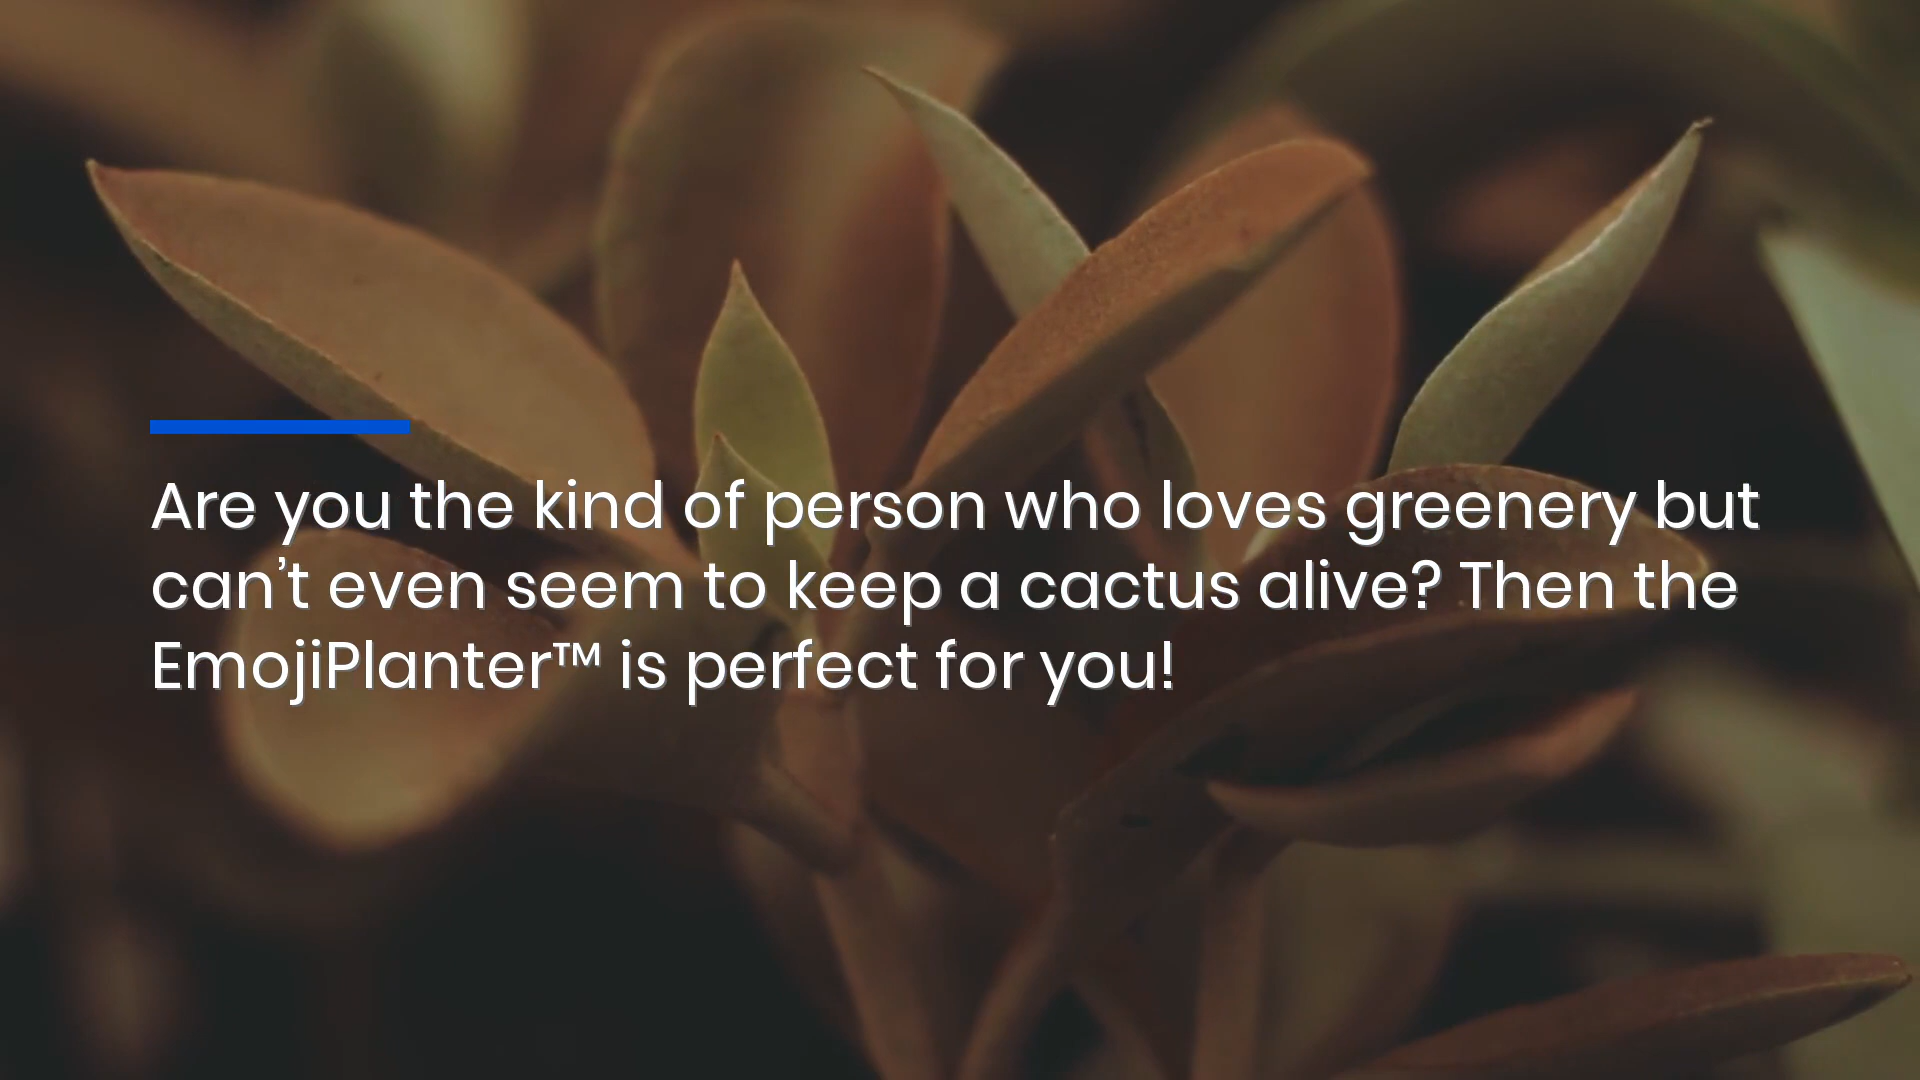 Are you the kind of person who loves greenery but
can’t even seem to keep a cactus alive? Then the
EmojiPlanter™ is perfect for you!